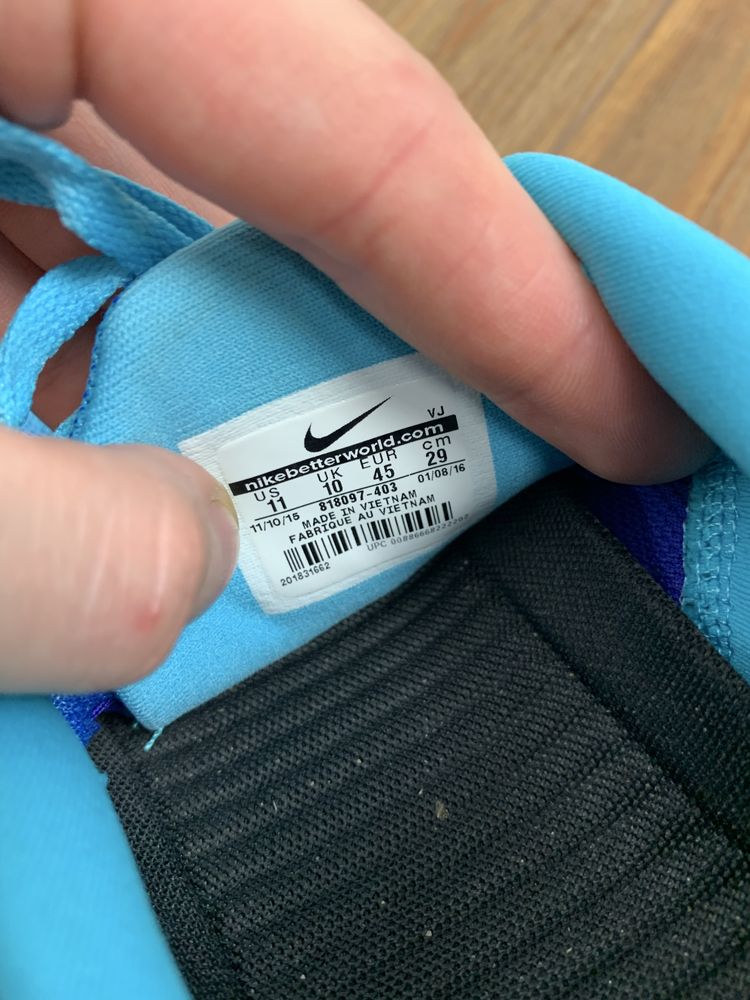 VJ
nikebetterworld.com
US UK EUR cm
11 10 45 29
11/10/15 818097-403 01/08/16
MADE IN VIETNAM
FABRIQUE AU VIETNAM
UPC
201831662